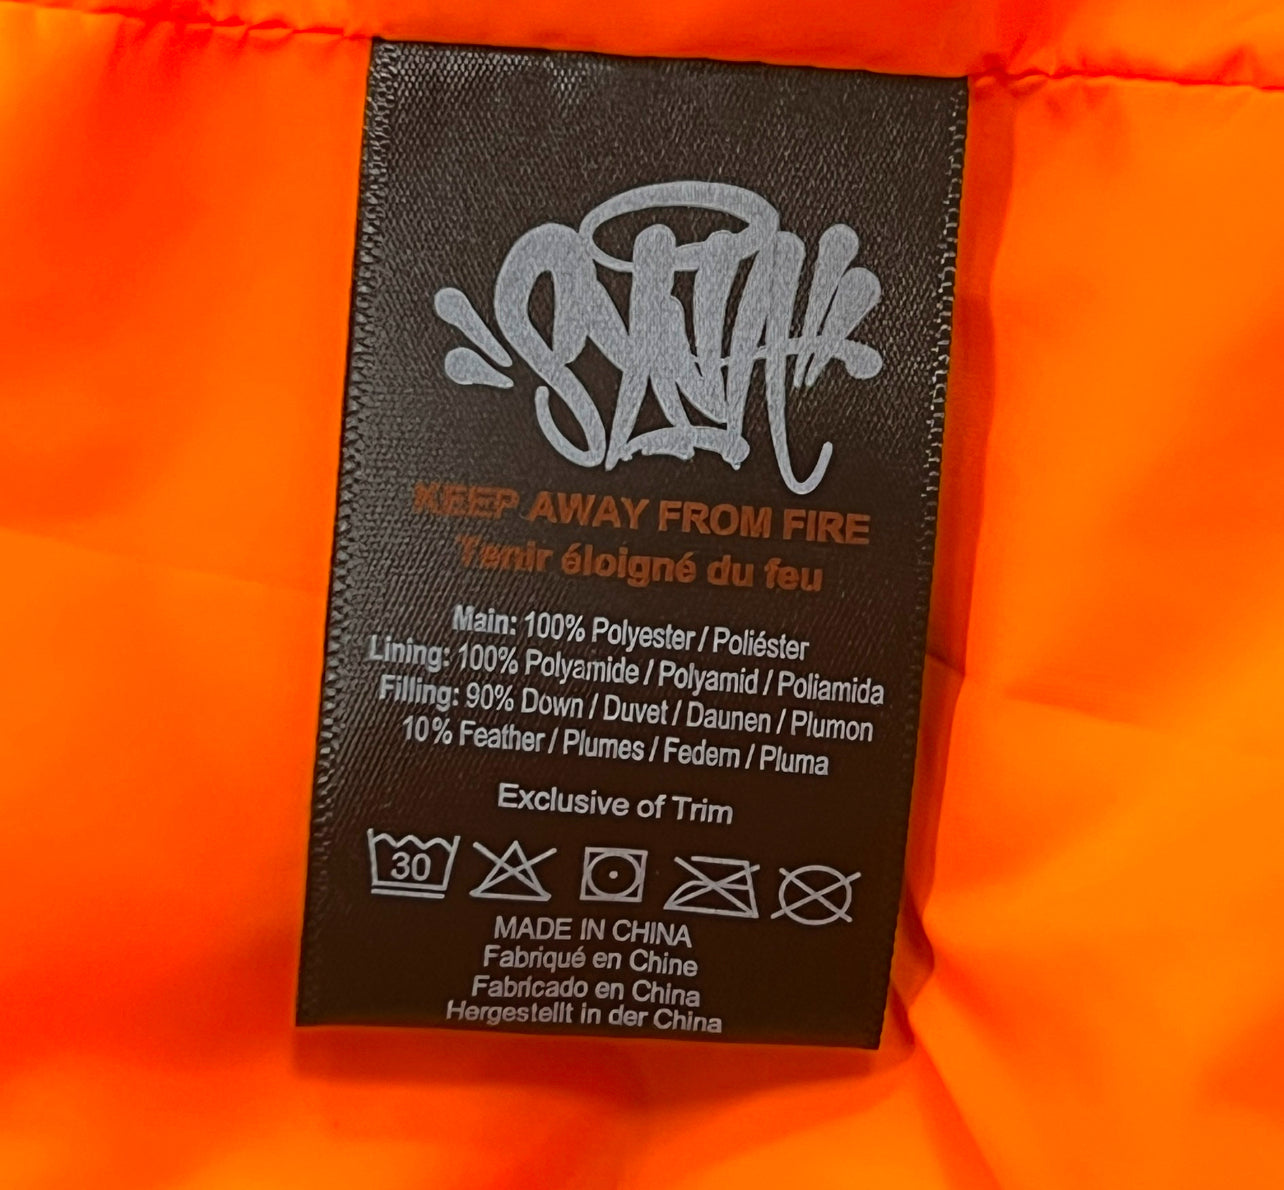 SYNA
KEEP AWAY FROM FIRE
Tenir éloigné du feu
Main: 100% Polyester / Poliéster
Lining: 100% Polyamide / Polyamid / Poliamida
Filling: 90% Down / Duvet / Daunen / Plumon
10% Feather / Plumes / Federn / Pluma
Exclusive of Trim
30
MADE IN CHINA
Fabriqué en Chine
Fabricado en China
Hergestellt in der China